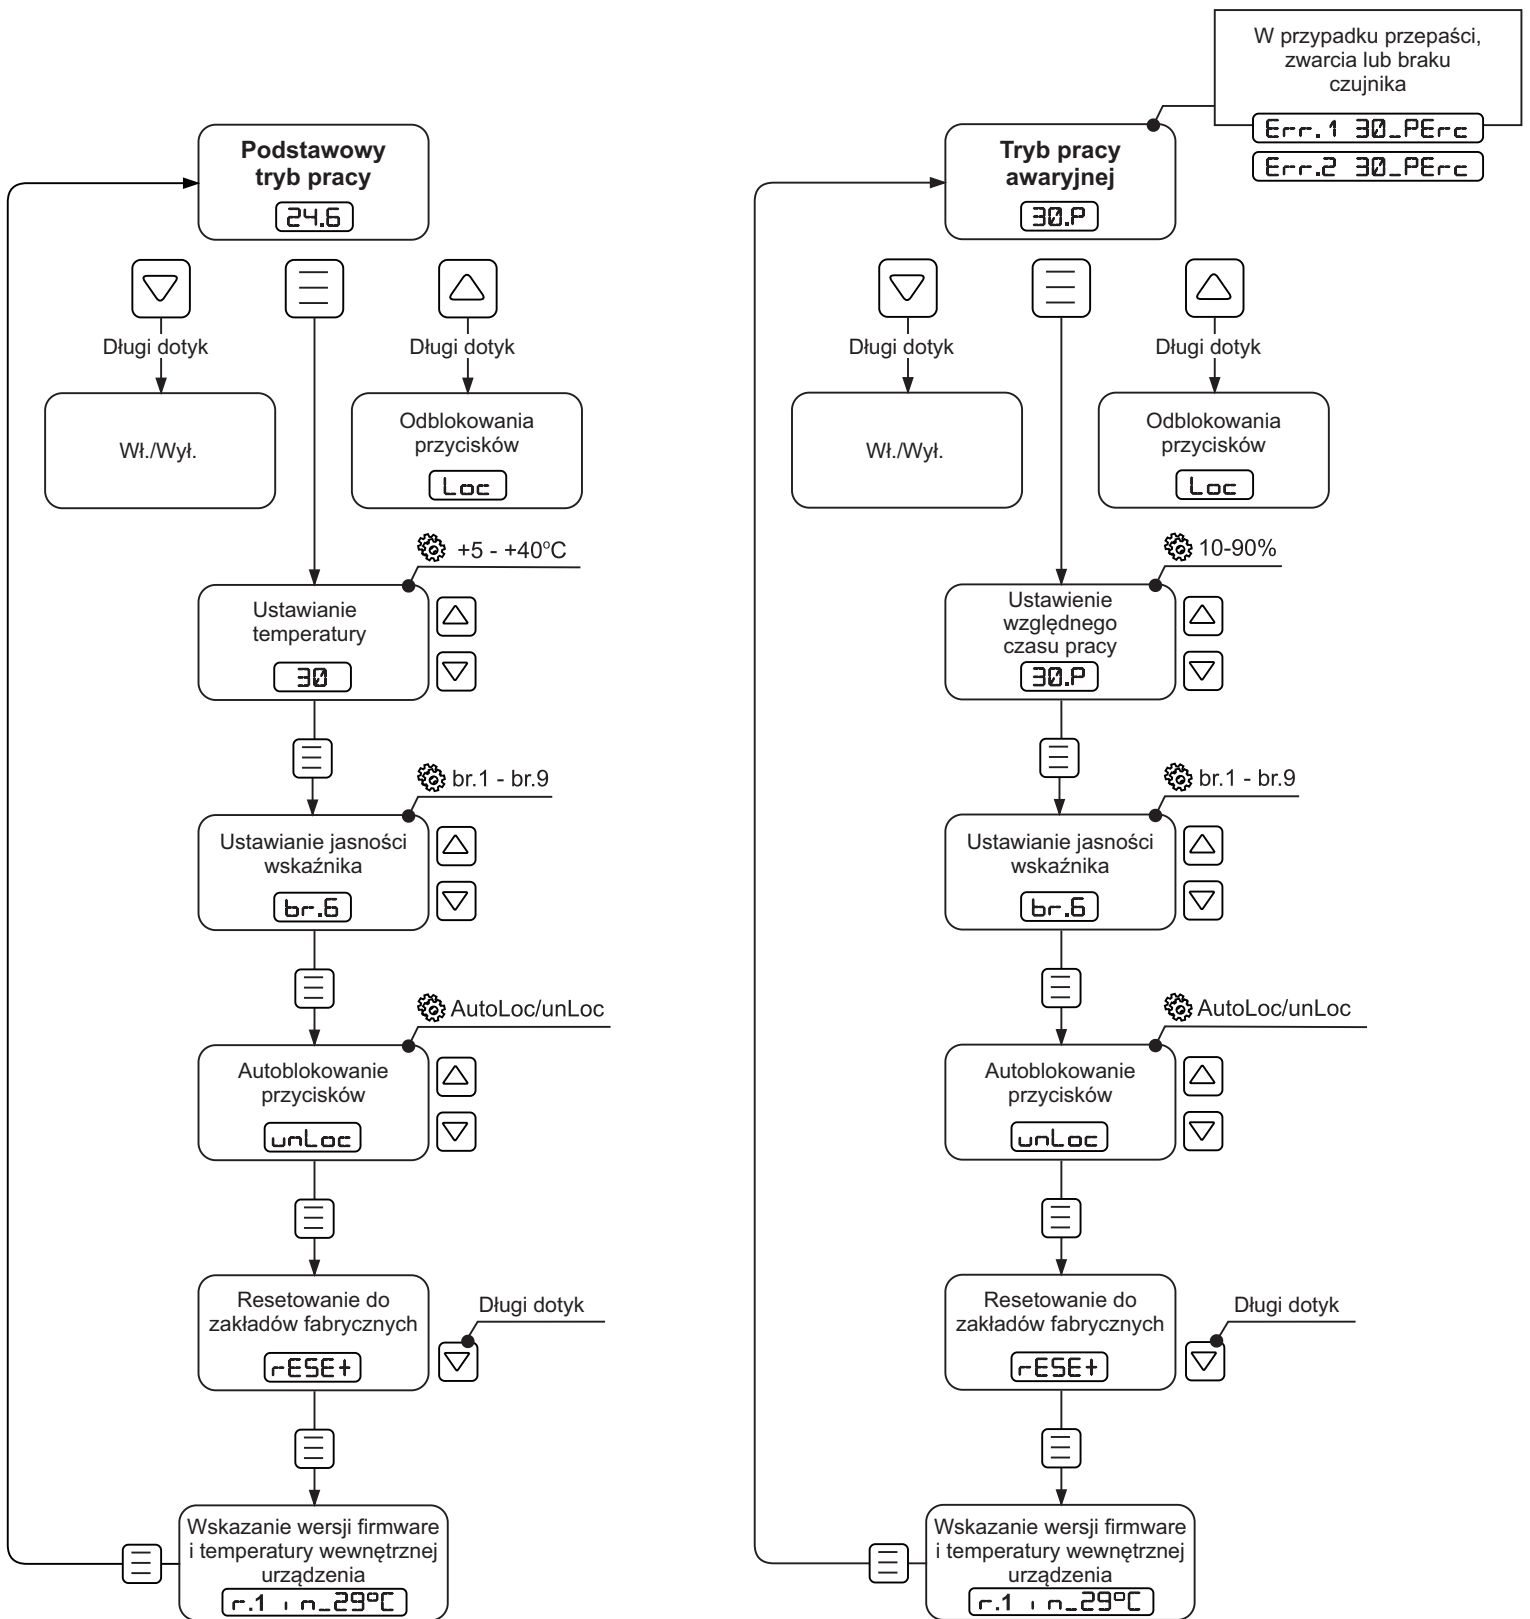 Podstawowy
tryb pracy
24.6
Długi dotyk
Długi dotyk
Wł./Wył.
Odblokowania
przycisków
Loc
+5 - +40°C
Ustawianie
temperatury
30
br.1 - br.9
Ustawianie jasności
wskaźnika
br.6
AutoLoc/unLoc
Autoblokowanie
przycisków
unLoc
Resetowanie do
zakładów fabrycznych
rESEt
Długi dotyk
Wskazanie wersji firmware
i temperatury wewnętrznej
urządzenia
r.1 in_29°C
W przypadku przepaści,
zwarcia lub braku
czujnika
Err.1 30_PErc
Err.2 30_PErc
Tryb pracy
awaryjnej
30.P
Długi dotyk
Długi dotyk
Wł./Wył.
Odblokowania
przycisków
Loc
10-90%
Ustawienie
względnego
czasu pracy
30.P
br.1 - br.9
Ustawianie jasności
wskaźnika
br.6
AutoLoc/unLoc
Autoblokowanie
przycisków
unLoc
Resetowanie do
zakładów fabrycznych
rESEt
Długi dotyk
Wskazanie wersji firmware
i temperatury wewnętrznej
urządzenia
r.1 in_29°C